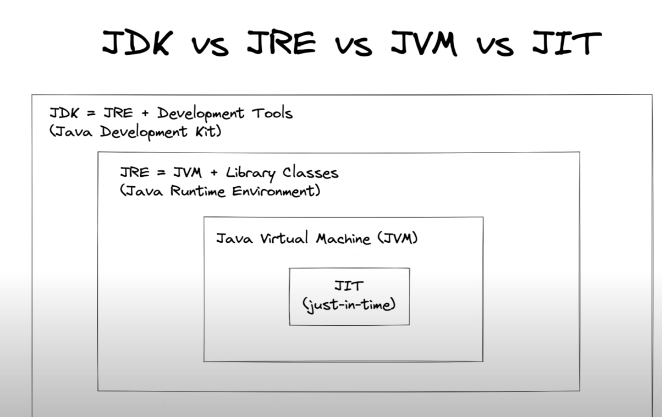 JDK vs JRE vs JVM vs JIT
JDK = JRE + Development Tools
(Java Development Kit)
JRE = JVM + Library Classes
(Java Runtime Environment)
Java Virtual Machine (JVM)
JIT
(just-in-time)